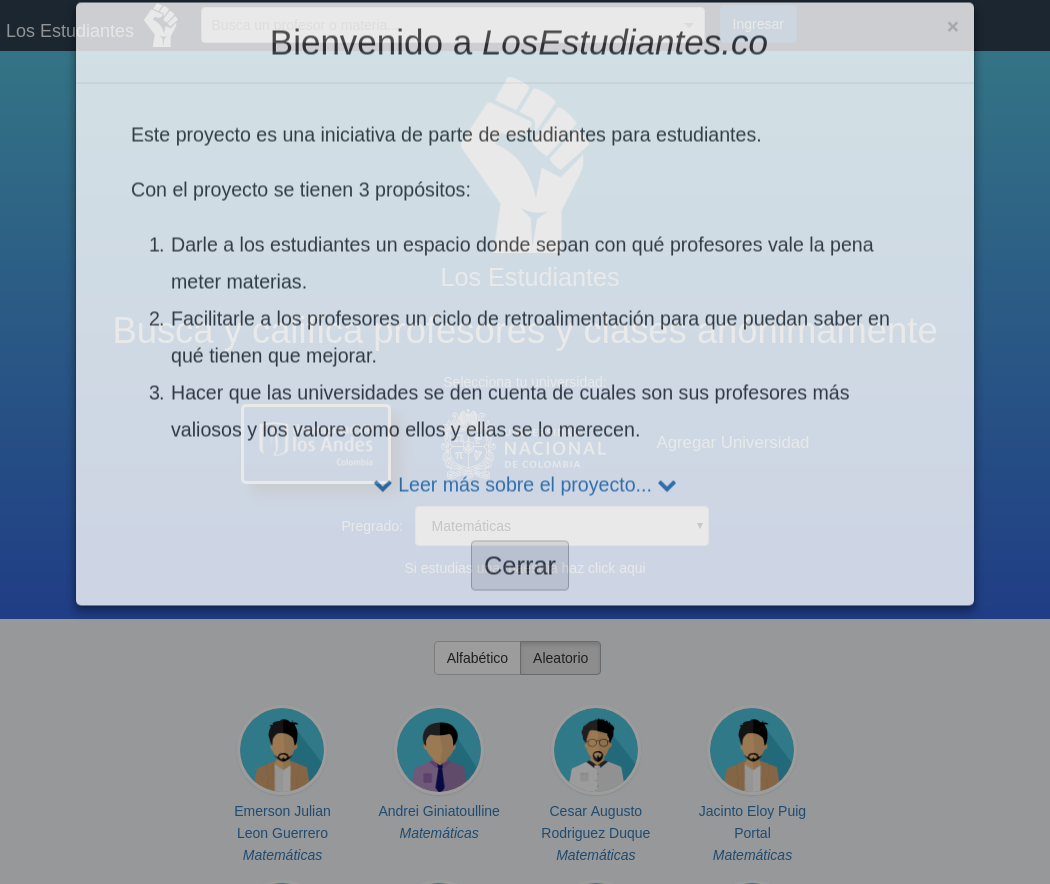 Los Estudiantes
Busca un profesor o materia
Ingresar
×
Bienvenido a LosEstudiantes.co
Este proyecto es una iniciativa de parte de estudiantes para estudiantes.
Con el proyecto se tienen 3 propósitos:
1. Darle a los estudiantes un espacio donde sepan con qué profesores vale la pena
meter materias.
Los Estudiantes
2. Facilitarle a los profesores un ciclo de retroalimentación para que puedan saber en
qué tienen que mejorar.
Busca y califica profesores y clases anonimamente
Selecciona tu universidad:
3. Hacer que las universidades se den cuenta de cuales son sus profesores más
valiosos y los valore como ellos y ellas se lo merecen.
los Andes
Colombia
NACIONAL
DE COLOMBIA
Agregar Universidad
Leer más sobre el proyecto...
Pregrado:
Matemáticas
Cerrar
Si estudias haz click aqui
Alfabético
Aleatorio
Emerson Julian
Leon Guerrero
Matemáticas
Andrei Giniatoulline
Matemáticas
Cesar Augusto
Rodriguez Duque
Matemáticas
Jacinto Eloy Puig
Portal
Matemáticas